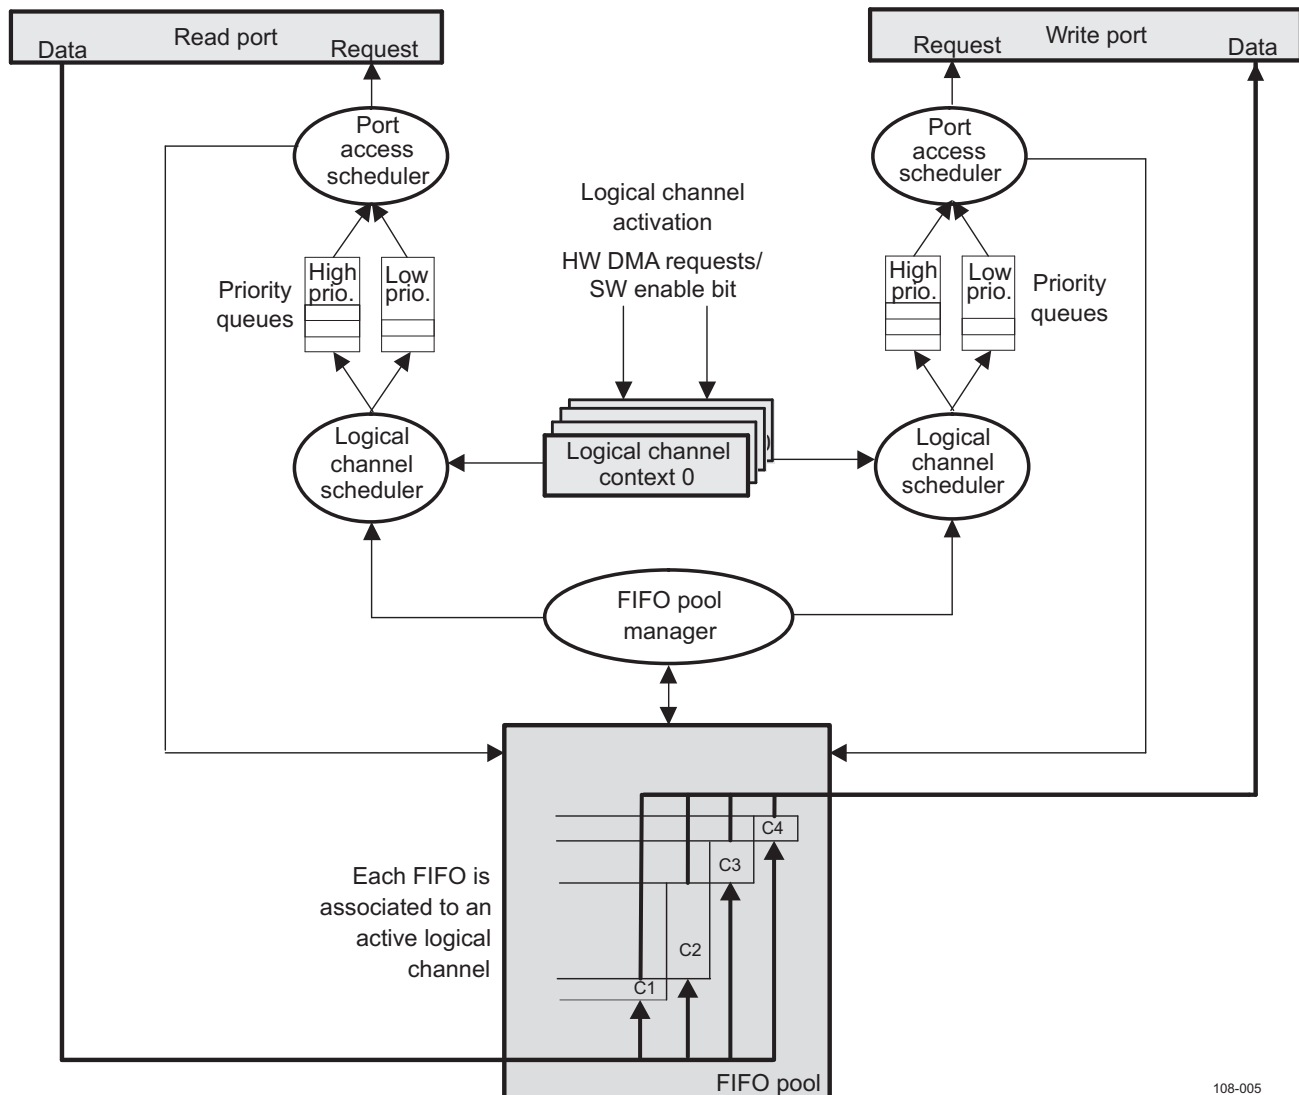 Read port
Data
Request
Write port
Request
Data
Port
access
scheduler
Port
access
scheduler
Logical channel
activation
HW DMA requests/
SW enable bit
Priority
queues
High
prio.
Low
prio.
High
prio.
Low
prio.
Priority
queues
Logical
channel
scheduler
Logical channel
context 0
Logical
channel
scheduler
FIFO pool
manager
Each FIFO is
associated to an
active logical
channel
C4
C3
C2
C1
FIFO pool
108-005